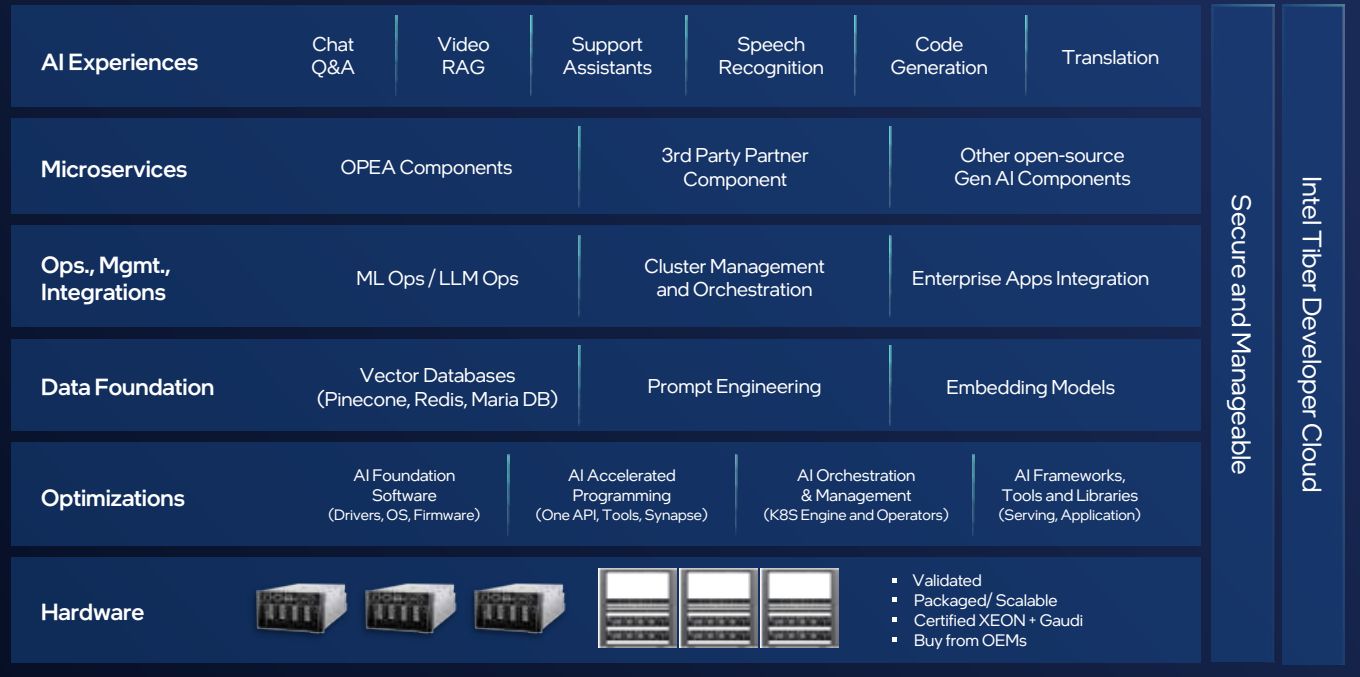 AI Experiences
Chat
Q&A
Video
RAG
Support
Assistants
Speech
Recognition
Code
Generation
Translation
Microservices
OPEA Components
3rd Party Partner
Component
Other open-source
Gen AI Components
Ops., Mgmt.,
Integrations
ML Ops / LLM Ops
Cluster Management
and Orchestration
Enterprise Apps Integration
Data Foundation
Vector Databases
(Pinecone, Redis, Maria DB)
Prompt Engineering
Embedding Models
Optimizations
AI Foundation
Software
(Drivers, OS, Firmware)
AI Accelerated
Programming
(One API, Tools, Synapse)
AI Orchestration
& Management
(K8S Engine and Operators)
AI Frameworks,
Tools and Libraries
(Serving, Application)
Hardware
▪ Validated
▪ Packaged/ Scalable
▪ Certified XEON + Gaudi
▪ Buy from OEMs
Secure and Manageable
Intel Tiber Developer Cloud